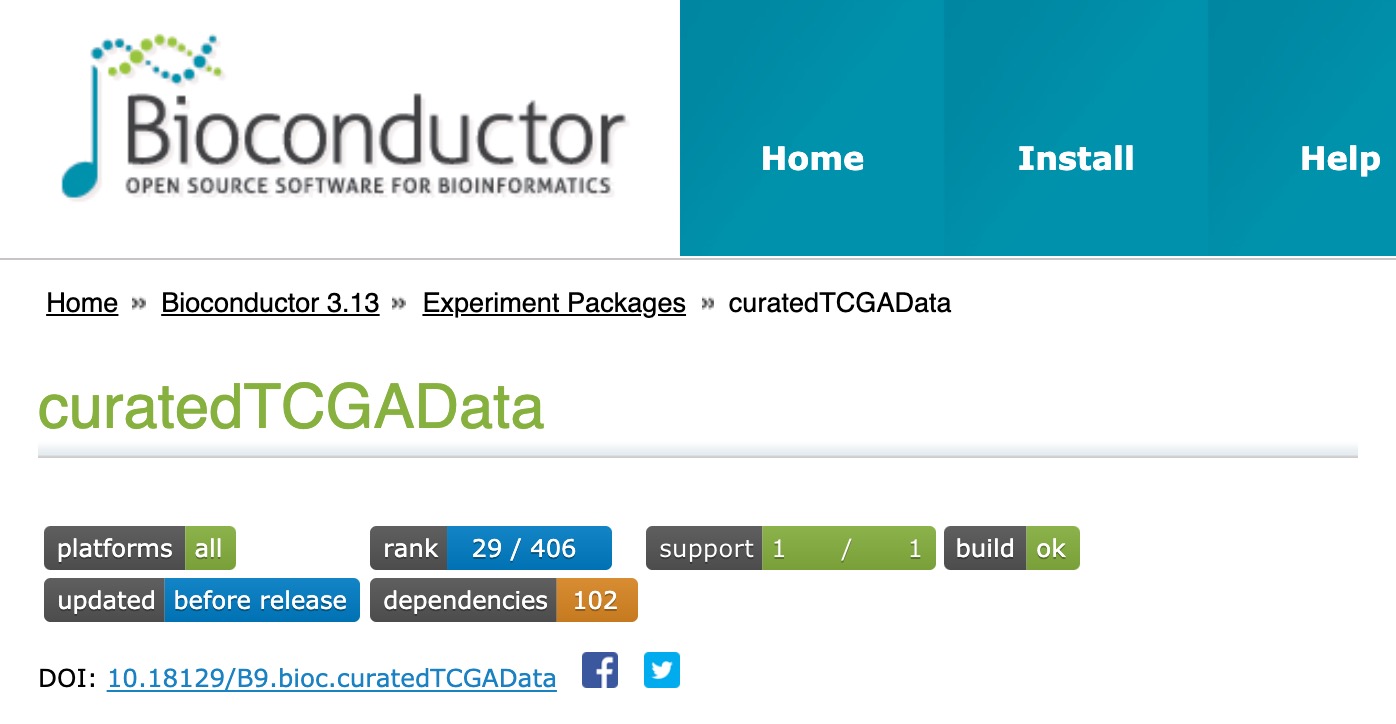 Bioconductor
OPEN SOURCE SOFTWARE FOR BIOINFORMATICS
Home Install Help
Home » Bioconductor 3.13 » Experiment Packages » curatedTCGAData
curatedTCGAData
platforms all rank 29 / 406 support 1 / 1 build ok
updated before release dependencies 102
DOI: 10.18129/B9.bioc.curatedTCGAData